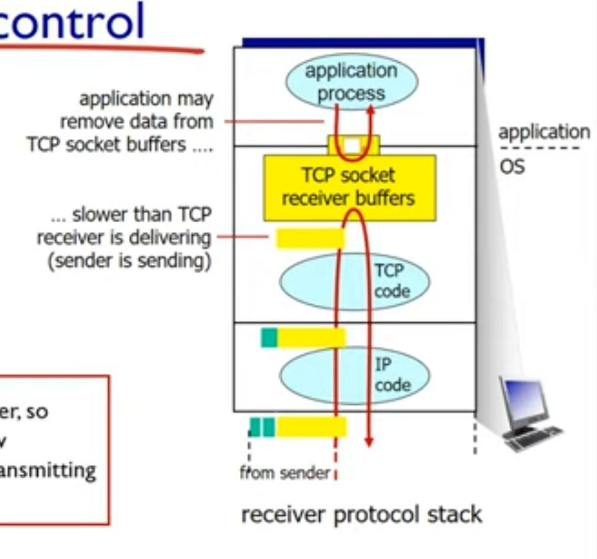 control
application
process
application may
remove data from
TCP socket buffers ....
application
OS
TCP socket
receiver buffers
... slower than TCP
receiver is delivering
(sender is sending)
TCP
code
IP
code
er, so
ansmitting
from sender
receiver protocol stack